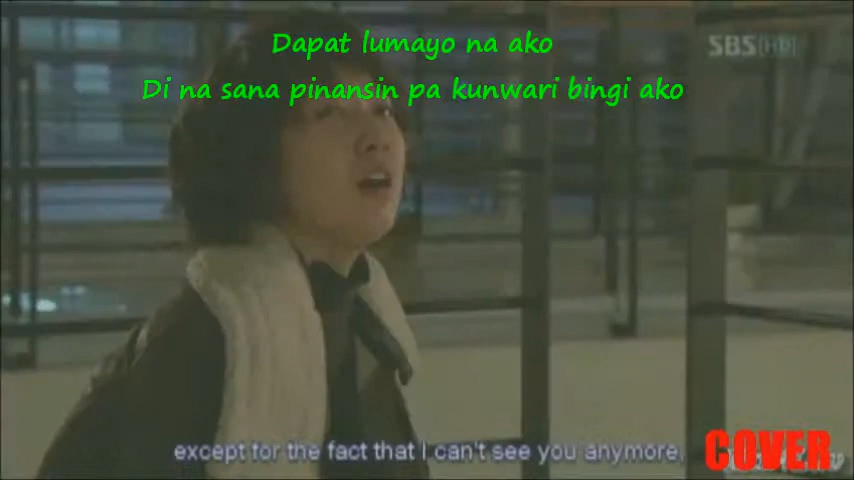 Dapat lumayo na ako
SBS[HD]
Di na sana pinansin pa kunwari bingi ako
except for the fact that I can't see you anymore,
COVER